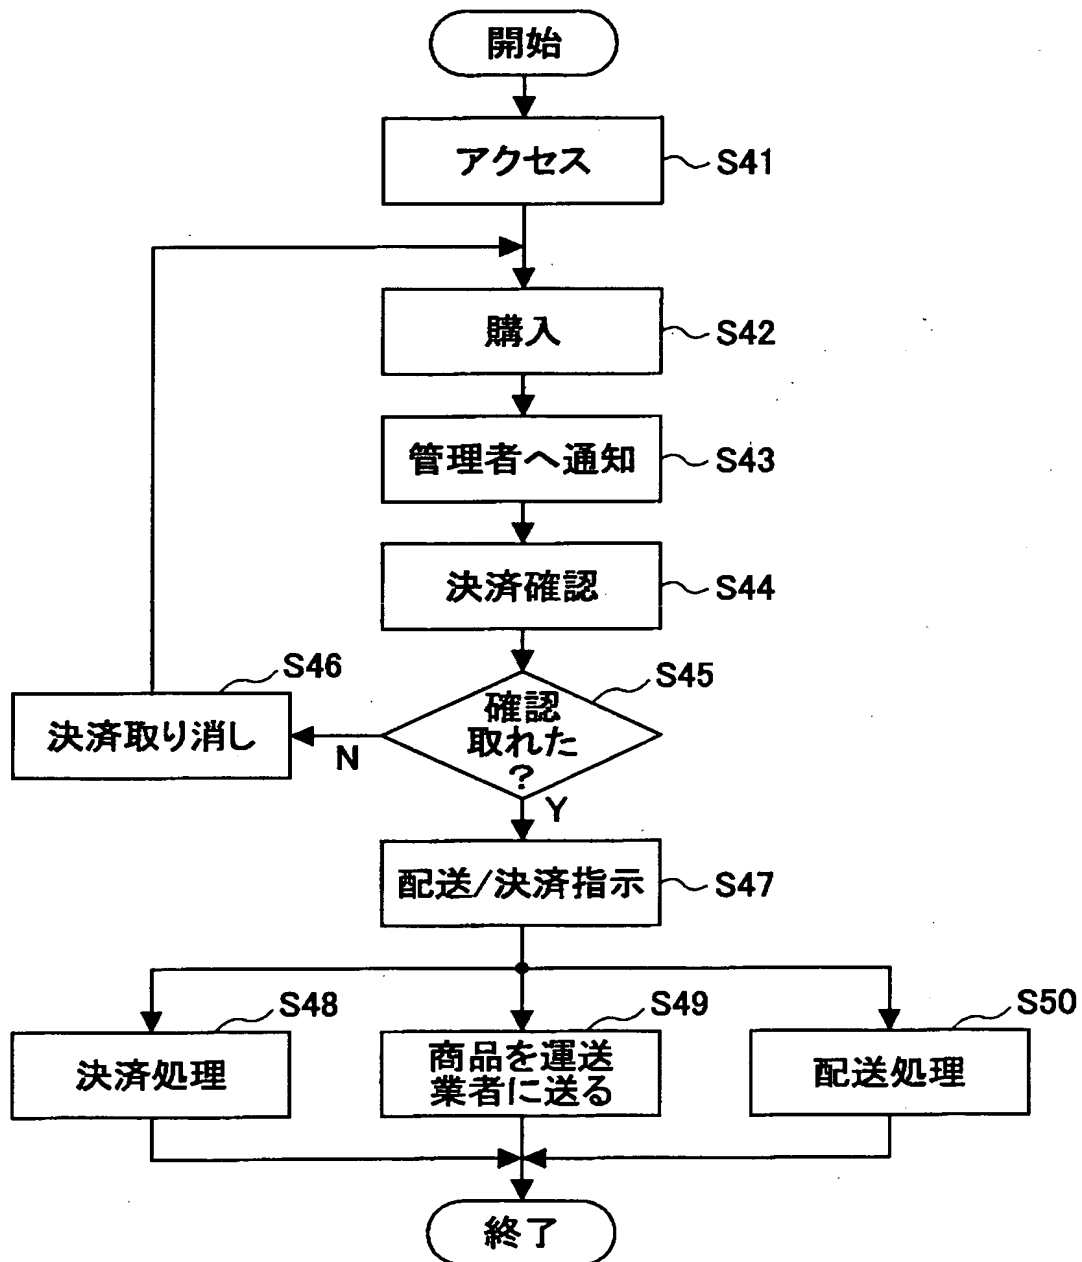 開始
アクセス
S41
購入
S42
管理者へ通知
S43
決済確認
S44
S46
S45
決済取り消し
N
確認
取れた
?
Y
配送/決済指示
S47
S48
S49
S50
決済処理
商品を運送
業者に送る
配送処理
終了